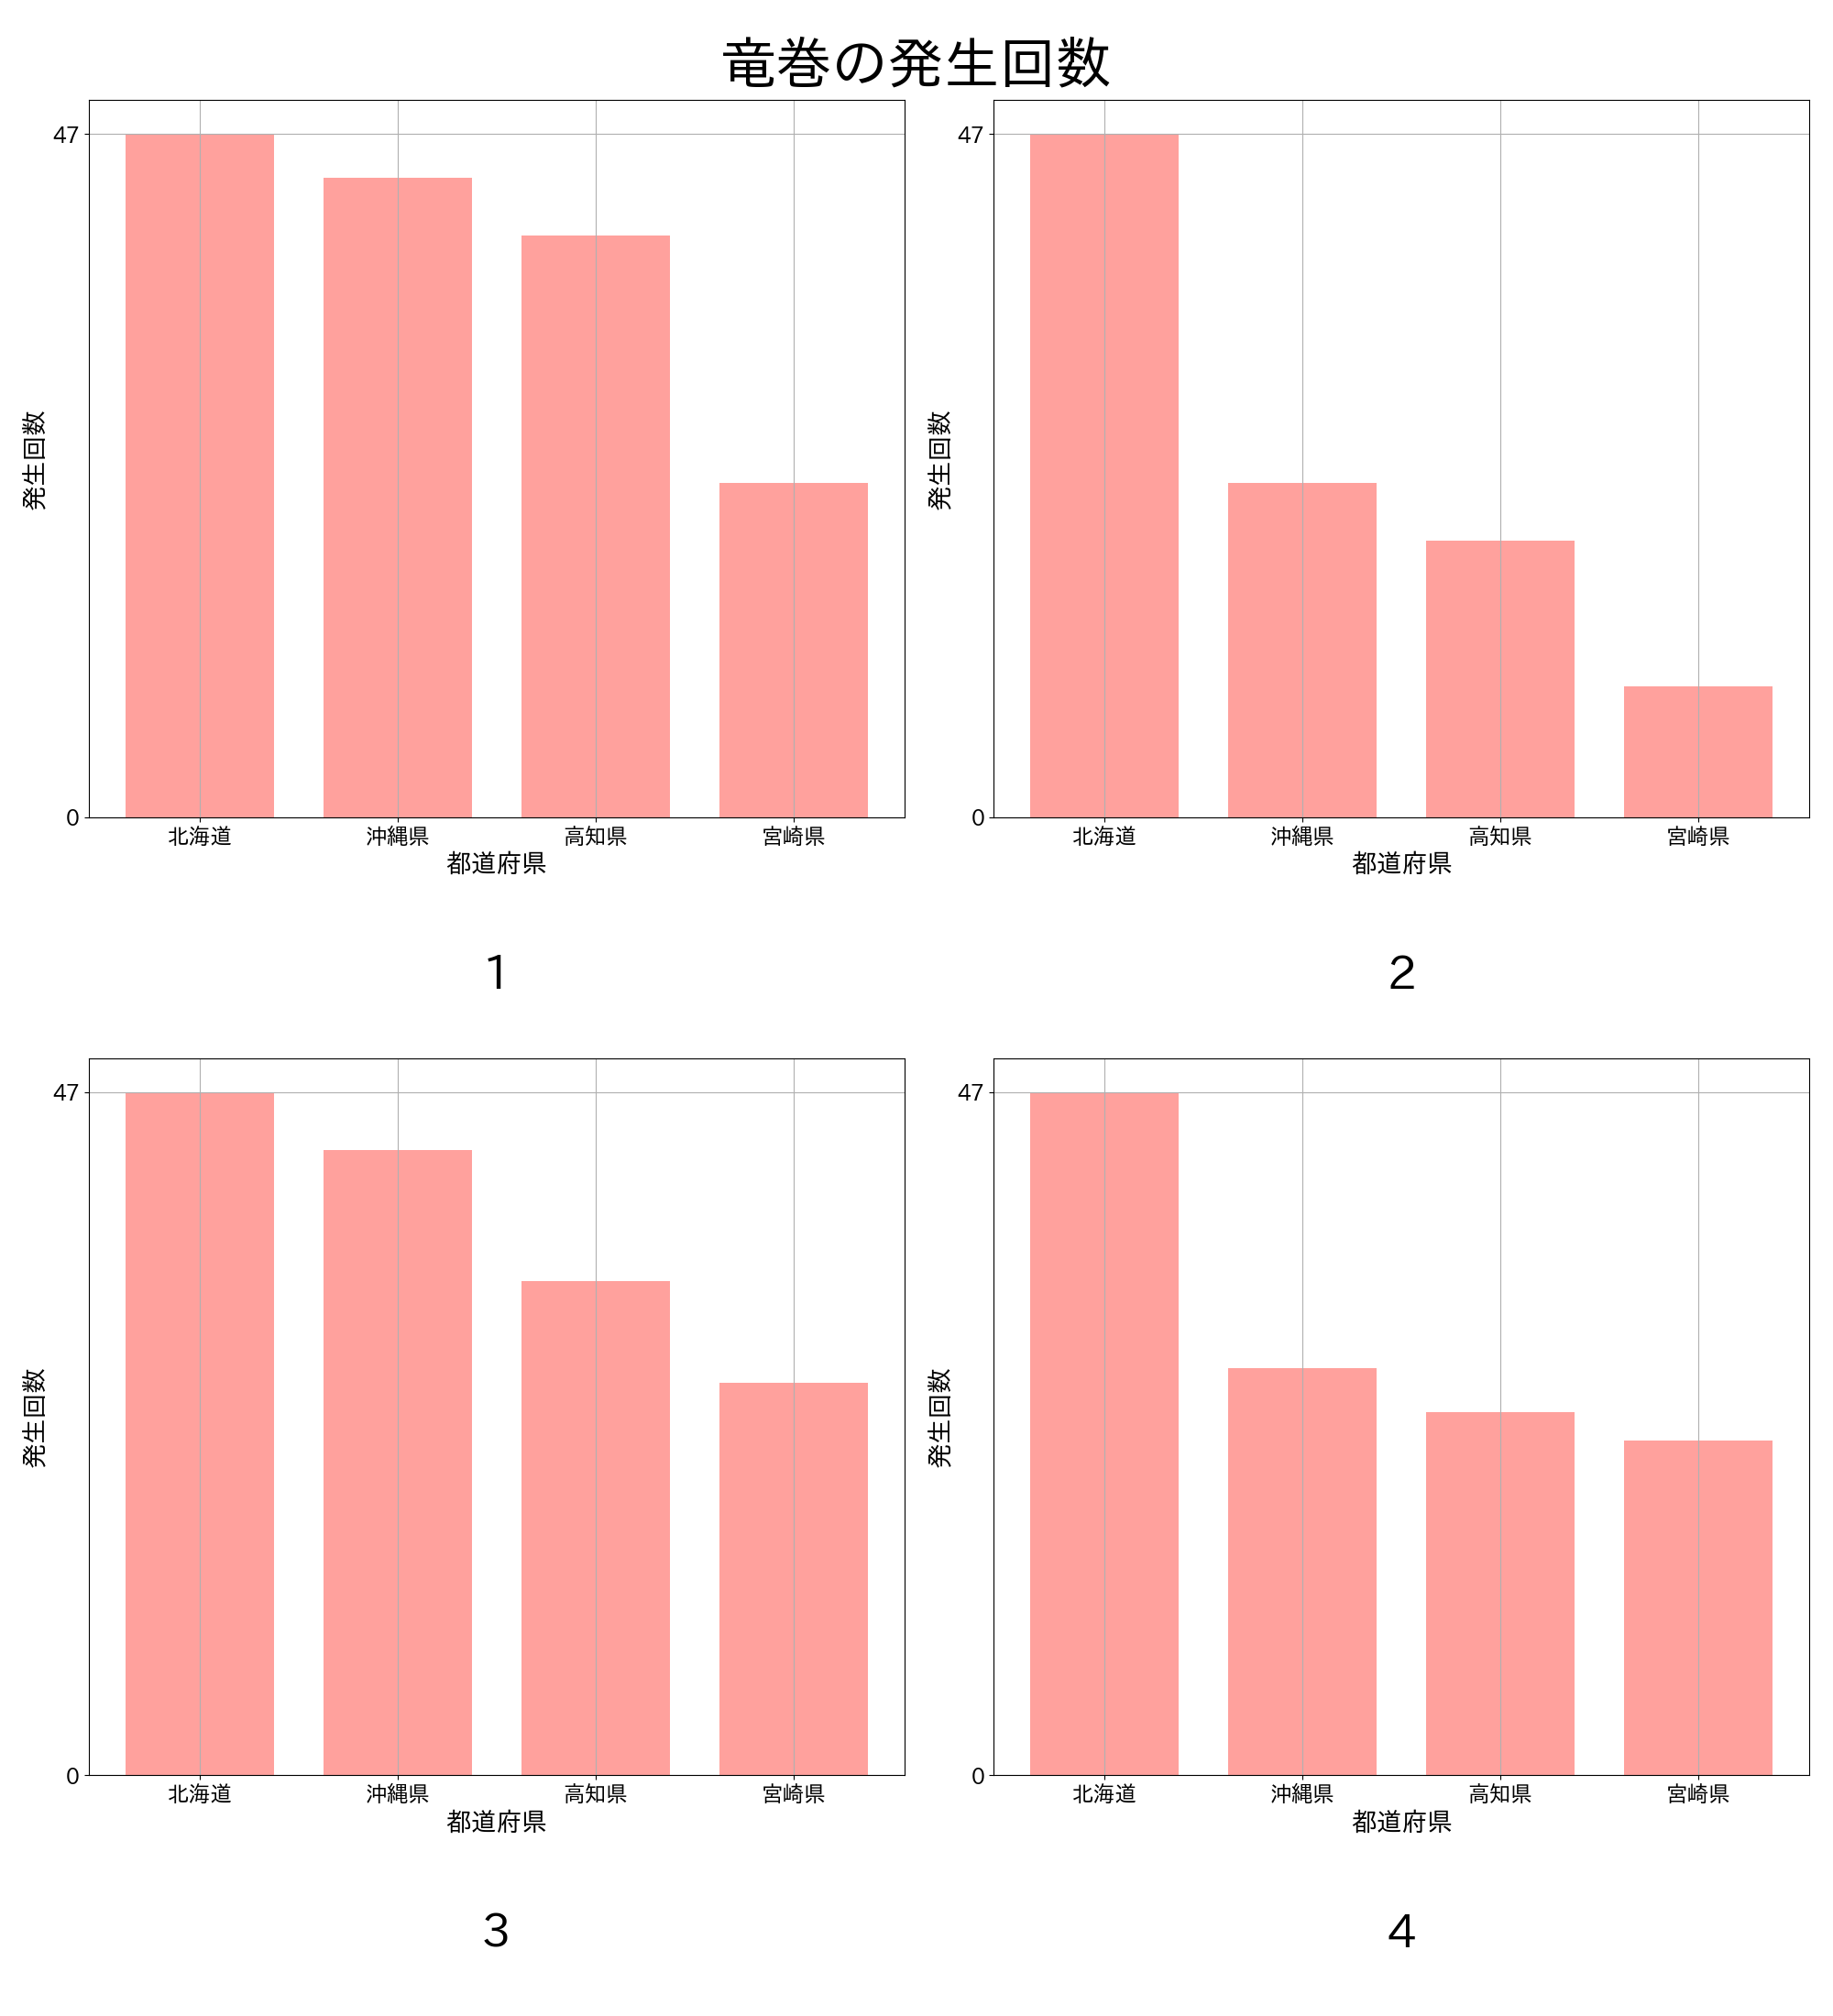 竜巻の発生回数
47
0
発生回数
北海道 沖縄県 高知県 宮崎県
都道府県
1
47
0
発生回数
北海道 沖縄県 高知県 宮崎県
都道府県
2
47
0
発生回数
北海道 沖縄県 高知県 宮崎県
都道府県
3
47
0
発生回数
北海道 沖縄県 高知県 宮崎県
都道府県
4